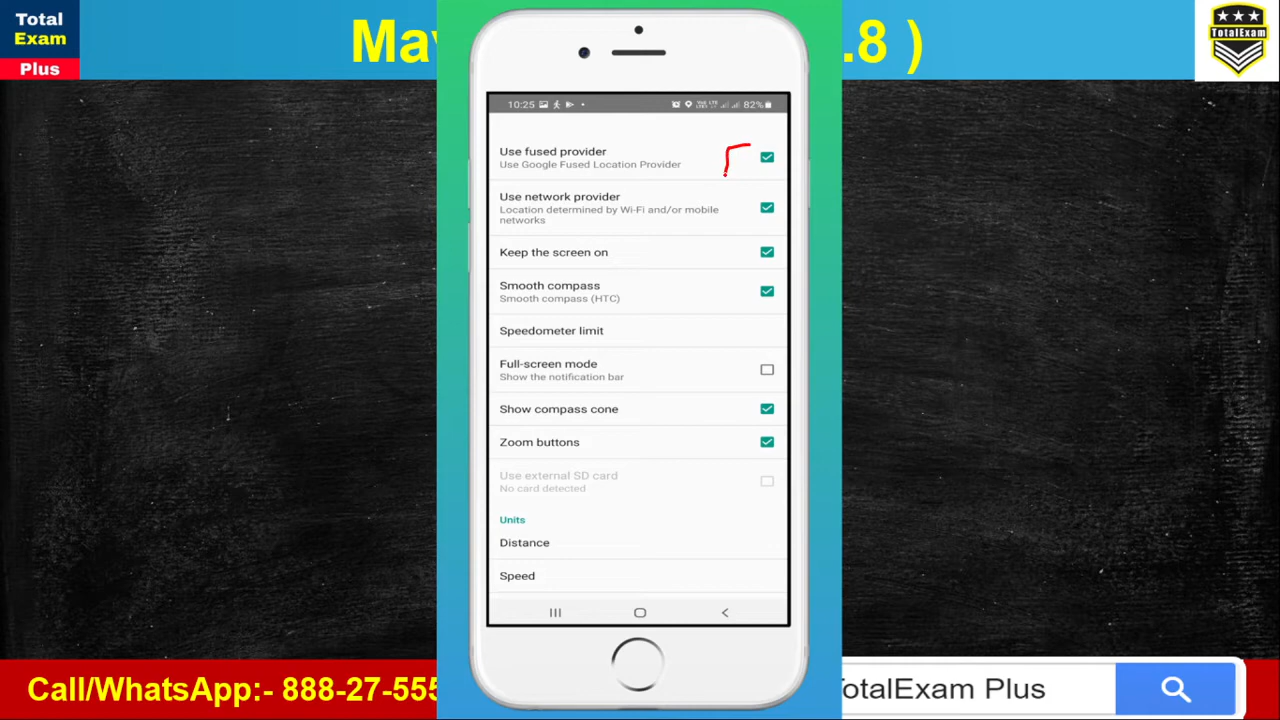 Total
Exam
Plus
.8 )
TotalExam
10:25
82%
Use fused provider
Use Google Fused Location Provider
Use network provider
Location determined by Wi-Fi and/or mobile
networks
Keep the screen on
Smooth compass
Smooth compass (HTC)
Speedometer limit
Full-screen mode
Show the notification bar
Show compass cone
Zoom buttons
Use external SD card
No card detected
Units
Distance
Speed
Call/WhatsApp:- 888-27-555
TotalExam Plus